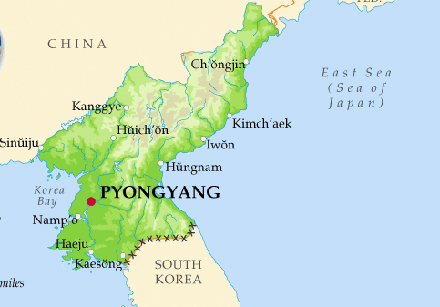 CHINA
Ch'ŏngjin
East Sea
(Sea of
Japan)
Kanggye
Kimch'aek
Hŭich'ŏn
Iwŏn
Sinŭiju
Hŭngnam
Korea
Bay
PYONGYANG
Namp'o
Haeju
Kaesŏng
SOUTH
KOREA
miles